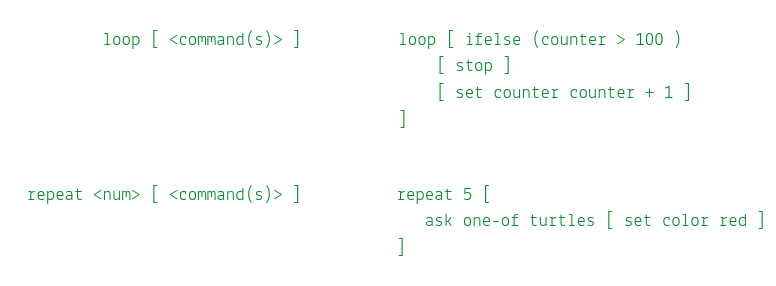 loop [ <command(s)> ]
loop [ ifelse (counter > 100 )
[ stop ]
[ set counter counter + 1 ]
]
repeat <num> [ <command(s)> ]
repeat 5 [
ask one-of turtles [ set color red ]
]